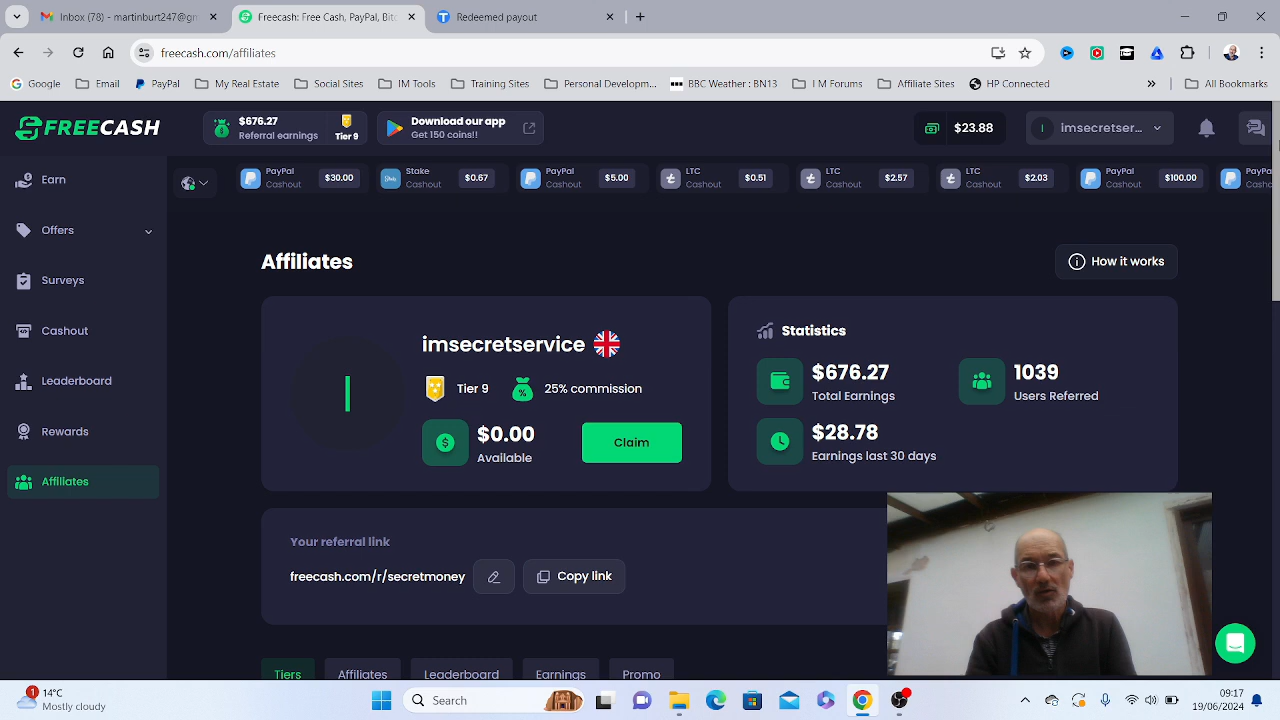 Inbox (78) - martinburt247@gm
Freecash: Free Cash, PayPal, Bitc
Redeemed payout
freecash.com/affiliates
Google
Email
PayPal
My Real Estate
Social Sites
IM Tools
Training Sites
Personal Developm...
BBC Weather : BN13
I M Forums
Affiliate Sites
HP Connected
All Bookmarks
FREECASH
$676.27
Referral earnings
Tier 9
Download our app
Get 150 coins!!
$23.88
imsecretser...
PayPal
Cashout
$30.00
Stake
Cashout
$0.67
PayPal
Cashout
$5.00
LTC
Cashout
$0.51
LTC
Cashout
$2.57
LTC
Cashout
$2.03
PayPal
Cashout
$100.00
PayPa
Casho
Earn
Offers
Surveys
Cashout
Leaderboard
Rewards
Affiliates
Affiliates
How it works
imsecretservice
Tier 9
25% commission
$0.00
Available
Claim
Statistics
$676.27
Total Earnings
1039
Users Referred
$28.78
Earnings last 30 days
Your referral link
freecash.com/r/secretmoney
Copy link
Tiers
Affiliates
Leaderboard
Earnings
Promo
1
14°C
Mostly cloudy
Search
09:17
19/06/2024